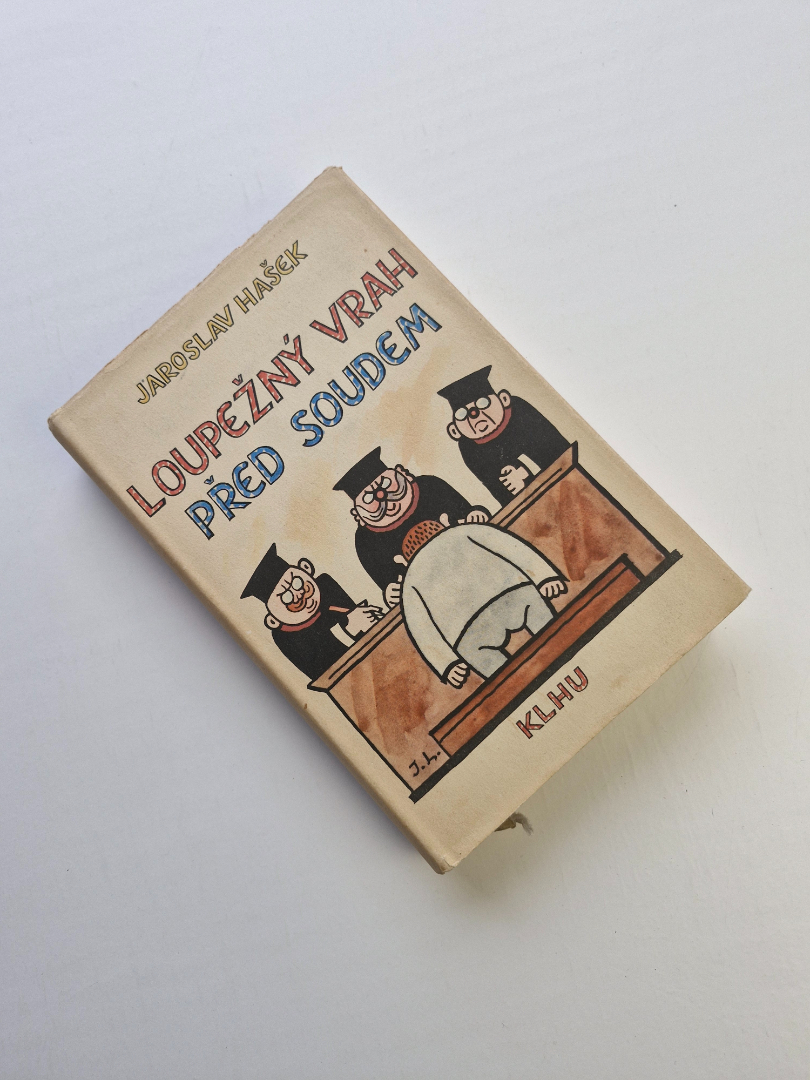 JAROSLAV HAŠEK
LOUPEŽNÝ VRAH
PŘED SOUDEM
KLHU
J.L.